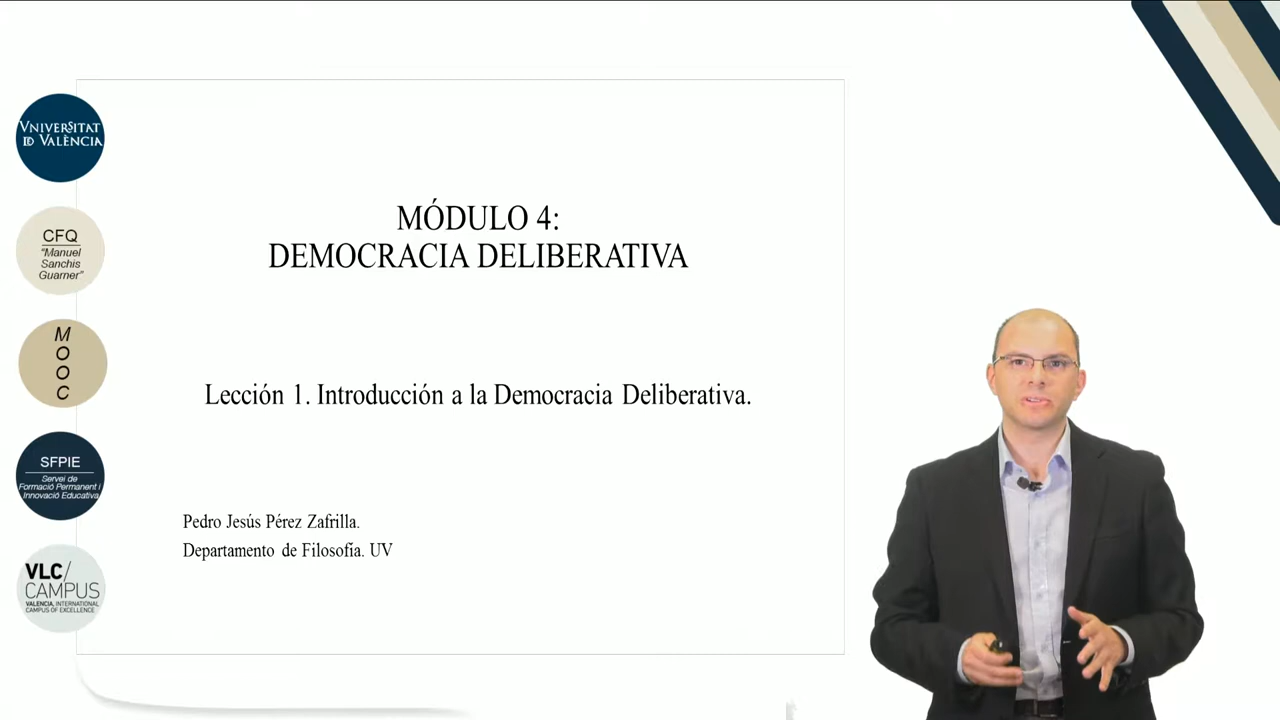 VNIVERSITAT
DE VALÈNCIA
CFQ
"Manuel
Sanchis
Guarner"
M
O
O
C
SFPIE
Servei de
Formació Permanent i
Innovació Educativa
VLC/
CAMPUS
VALENCIA, INTERNATIONAL
CAMPUS OF EXCELLENCE
MÓDULO 4:
DEMOCRACIA DELIBERATIVA
Lección 1. Introducción a la Democracia Deliberativa.
Pedro Jesús Pérez Zafrilla.
Departamento de Filosofía. UV